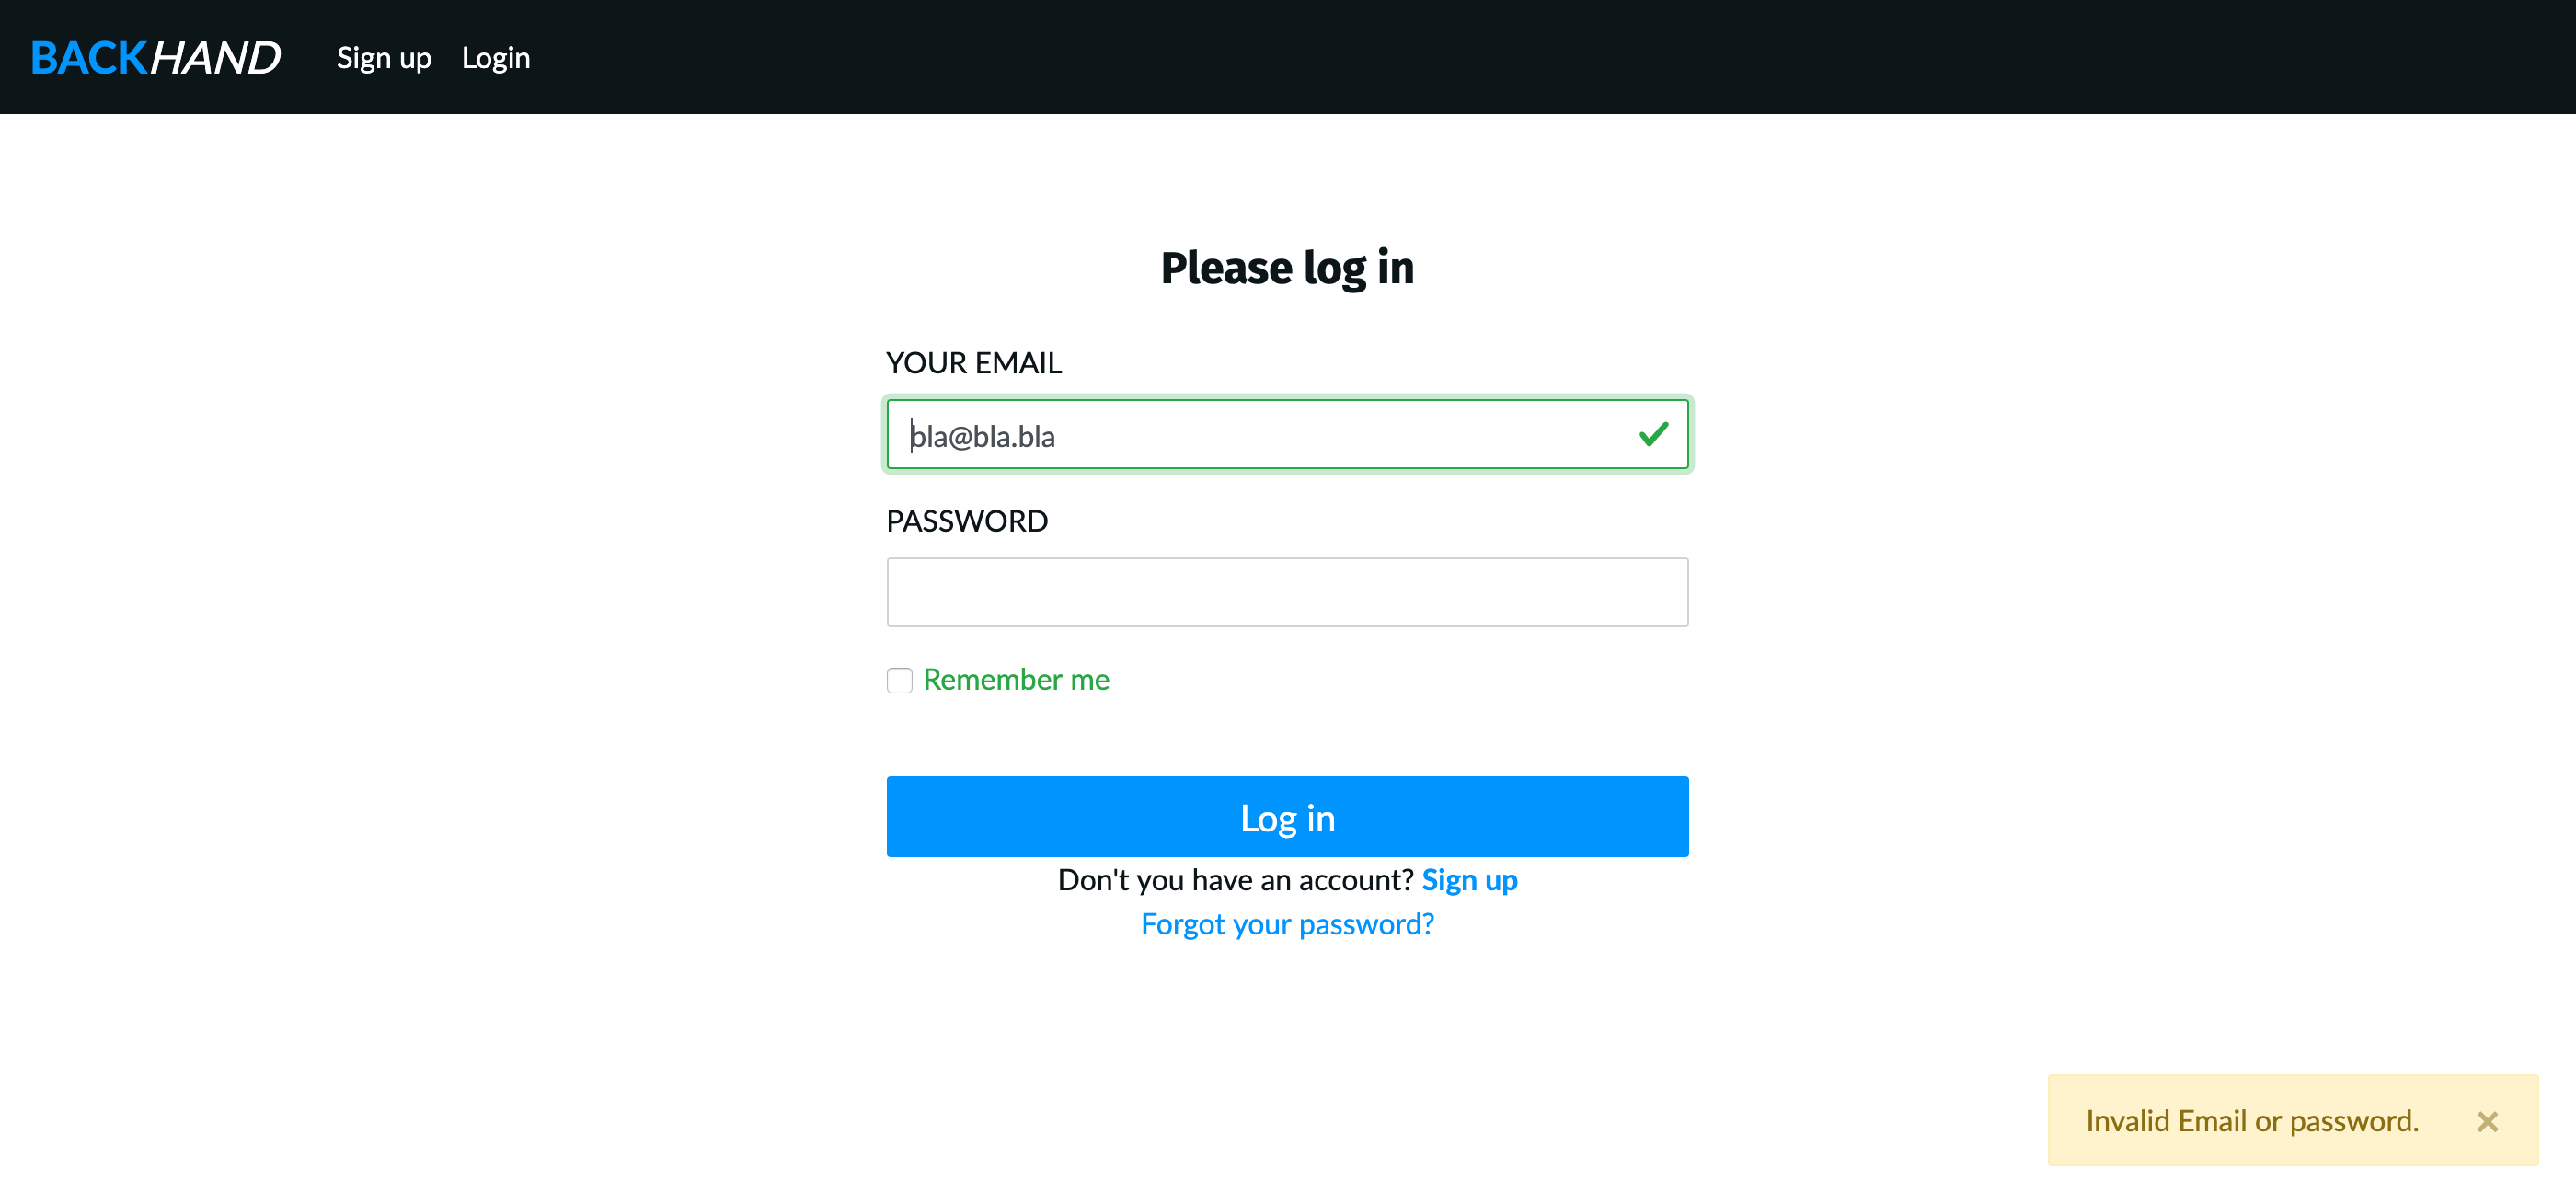 BACKHAND Sign up Login
Please log in
YOUR EMAIL
bla@bla.bla
PASSWORD
Remember me
Log in
Don't you have an account? Sign up
Forgot your password?
Invalid Email or password. ×